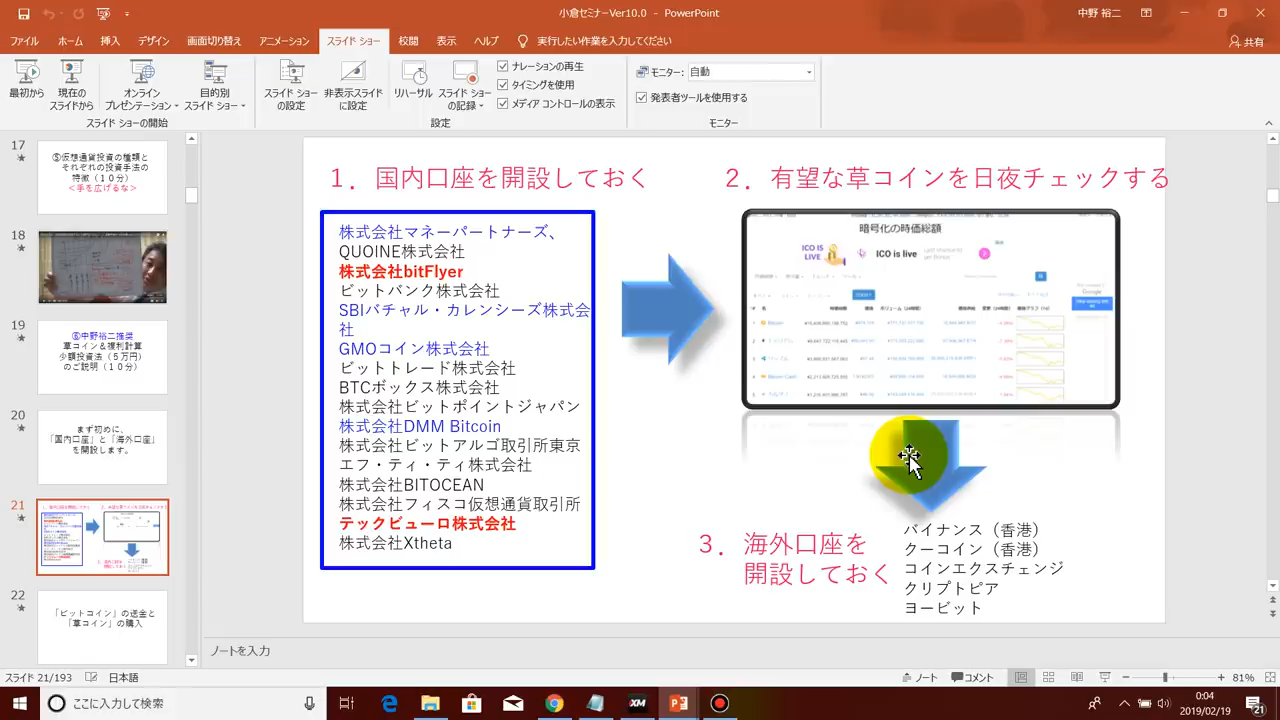 小倉セミナーver10.0 - PowerPoint
中野裕二
ファイル ホーム 挿入 デザイン 画面切り替え アニメーション スライド ショー 校閲 表示 ヘルプ 実行したい作業を入力してください
共有
最初から
現在の
スライドから
オンライン
プレゼンテーション
目的別
スライド ショー
スライド ショー
の設定
非表示スライド
に設定
リハーサル
スライド ショー
の記録
ナレーションの再生
タイミングを使用
メディア コントロールの表示
モニター: 自動
発表者ツールを使用する
スライド ショーの開始
設定
モニター
17
⑤仮想通貨投資の種類と
それぞれの投資手法の
特徴(10分)
<手を広げるな>
18
19
⑥中野裕二推奨
草コイン&複利計算
少額投資法(5万円)
のご説明(10分)
20
まず初めに、
「国内口座」と「海外口座」
を開設します。
21
22
「ビットコイン」の送金と
「草コイン」の購入
1.国内口座を開設しておく
株式会社マネーパートナーズ、
QUOINE株式会社
株式会社bitFlyer
ビットバンク株式会社
SBIバチャル・カレンシーズ株式会
社
GMOコイン株式会社
ビットトレード株式会社
BTCボックス株式会社
株式会社ビットポイントジャパン
株式会社DMM Bitcoin
株式会社ビットアルゴ取引所東京
エフ・ティ・ティ株式会社
株式会社BITOCEAN
株式会社フィスコ仮想通貨取引所
テックビューロ株式会社
株式会社Xtheta
2.有望な草コインを日夜チェックする
暗号化の時価総額
ICO IS
LIVE
ICO is live
3.海外口座を
開設しておく
バイナンス(香港)
クーコイン(香港)
コインエクスチェンジ
クリプトピア
ヨービット
ノートを入力
スライド 21/193 日本語
ノート コメント
81%
ここに入力して検索
0:04
2019/02/19
21